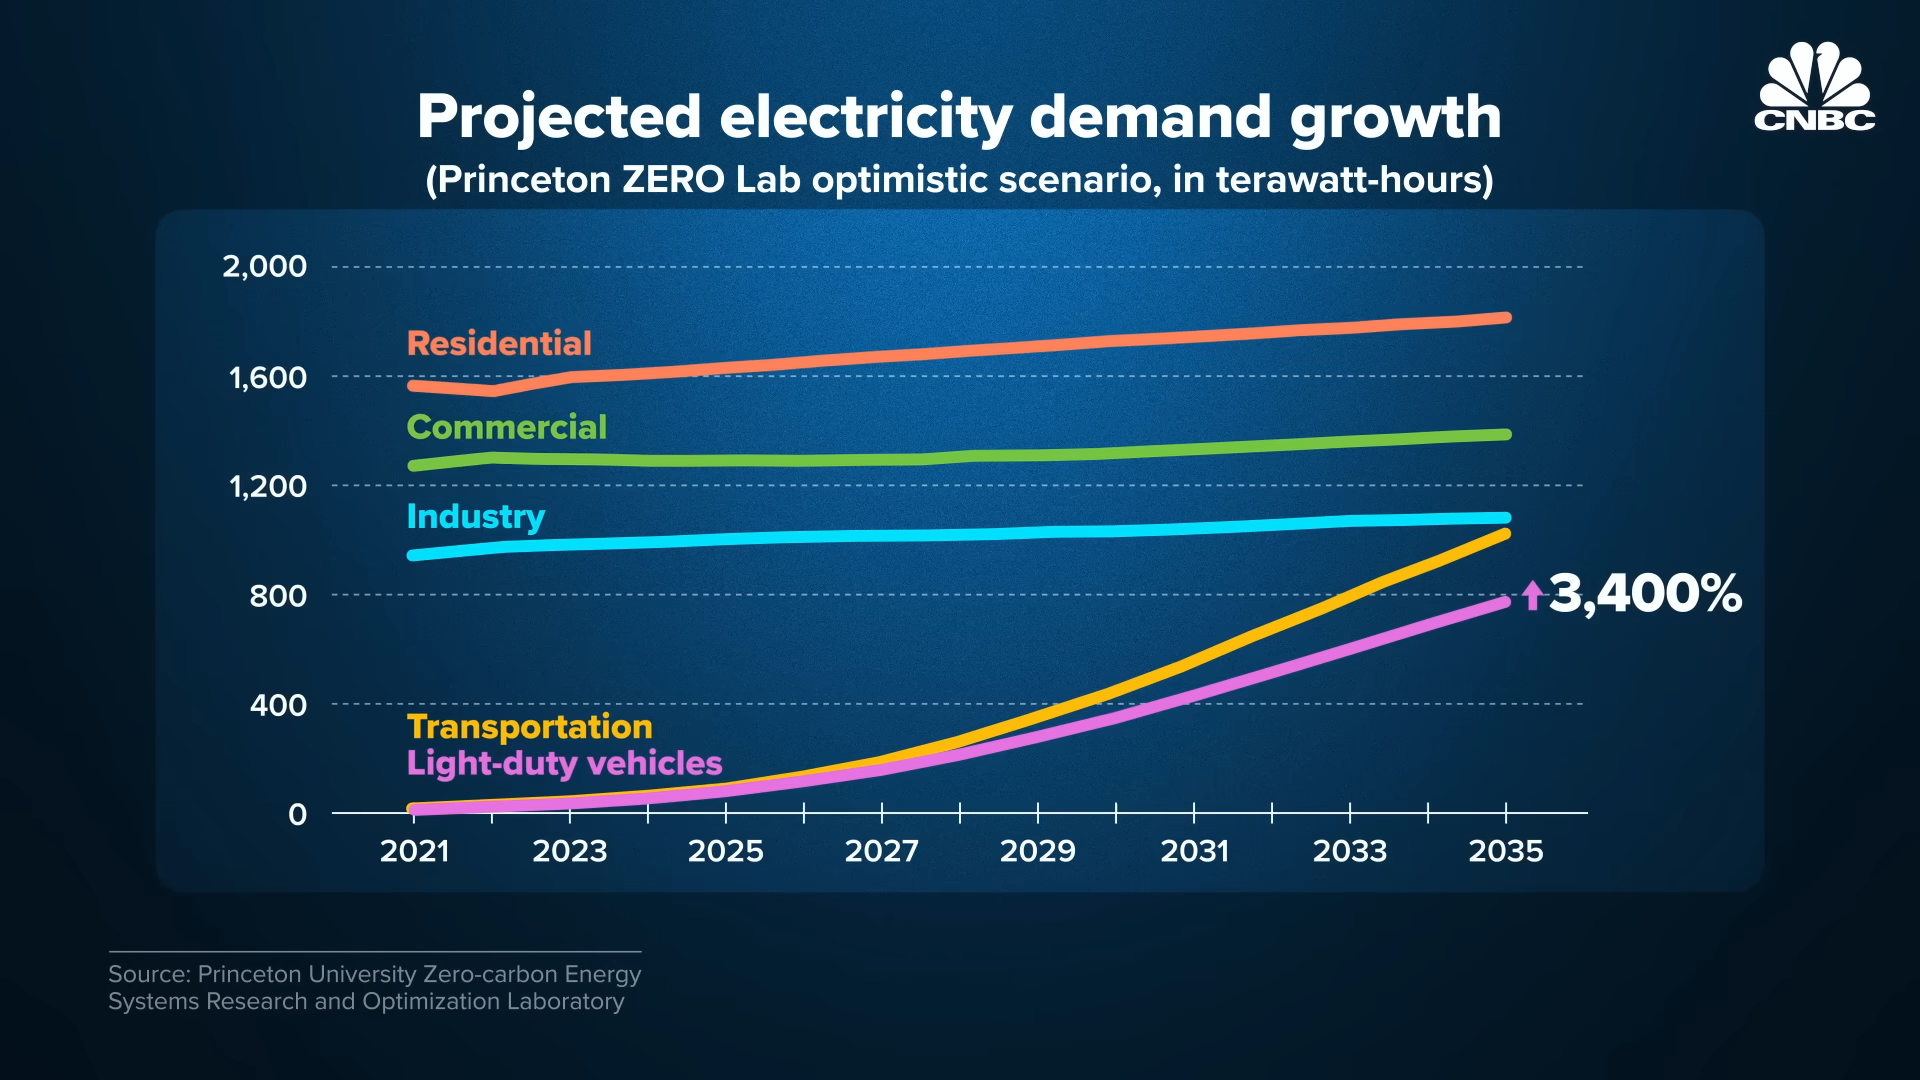 CNBC
Projected electricity demand growth
(Princeton ZERO Lab optimistic scenario, in terawatt-hours)
2,000
Residential
1,600
Commercial
1,200
Industry
800
3,400%
400
Transportation
Light-duty vehicles
0
2021 2023 2025 2027 2029 2031 2033 2035
Source: Princeton University Zero-carbon Energy
Systems Research and Optimization Laboratory